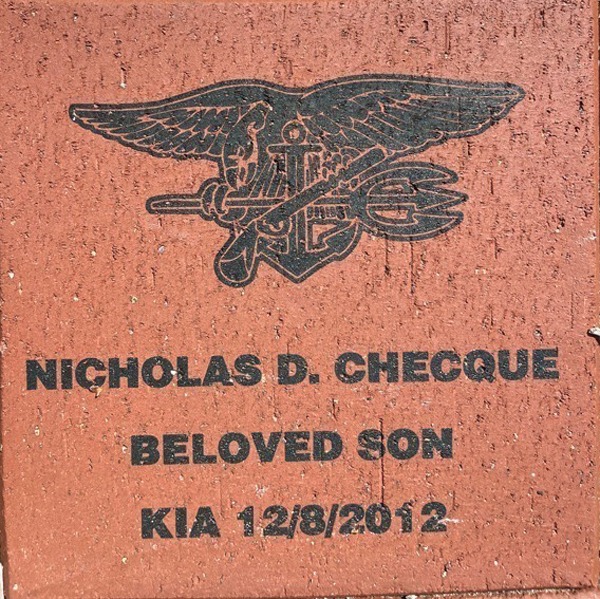 NICHOLAS D. CHECQUE
BELOVED SON
KIA 12/8/2012